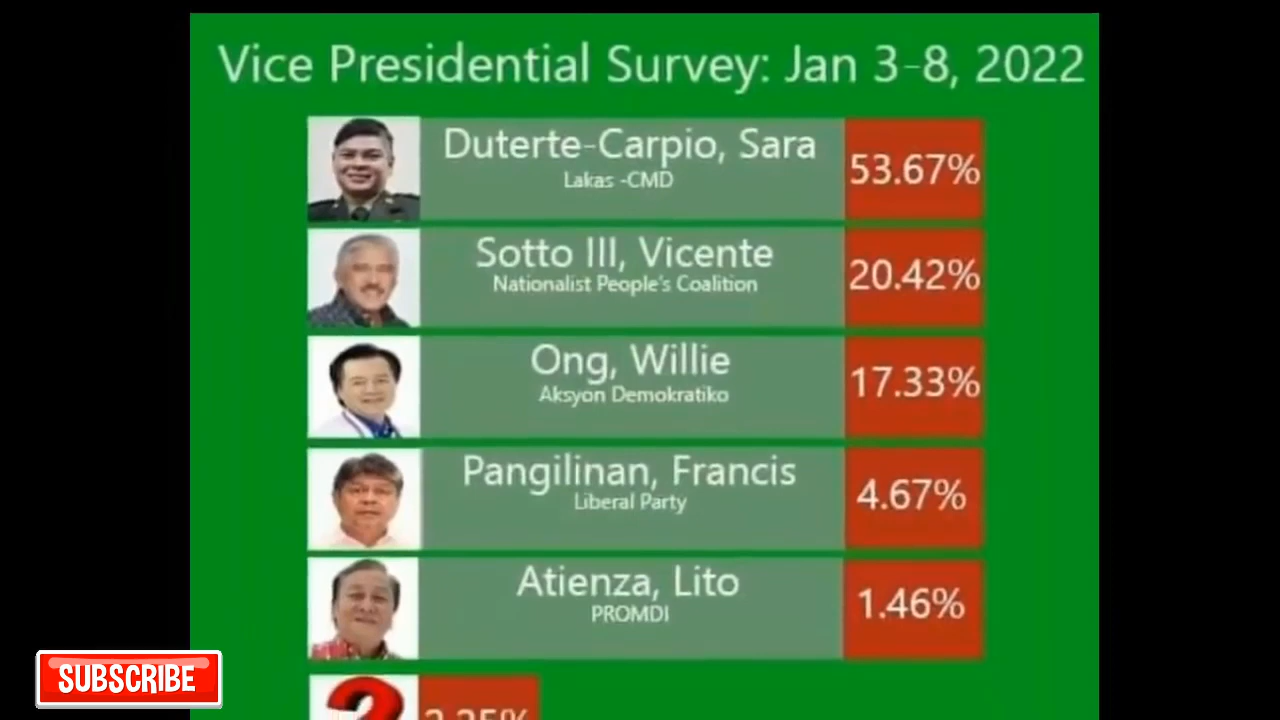 Vice Presidential Survey: Jan 3-8, 2022
Duterte-Carpio, Sara
Lakas -CMD
53.67%
Sotto III, Vicente
Nationalist People's Coalition
20.42%
Ong, Willie
Aksyon Demokratiko
17.33%
Pangilinan, Francis
Liberal Party
4.67%
Atienza, Lito
PROMDI
1.46%
?
SUBSCRIBE